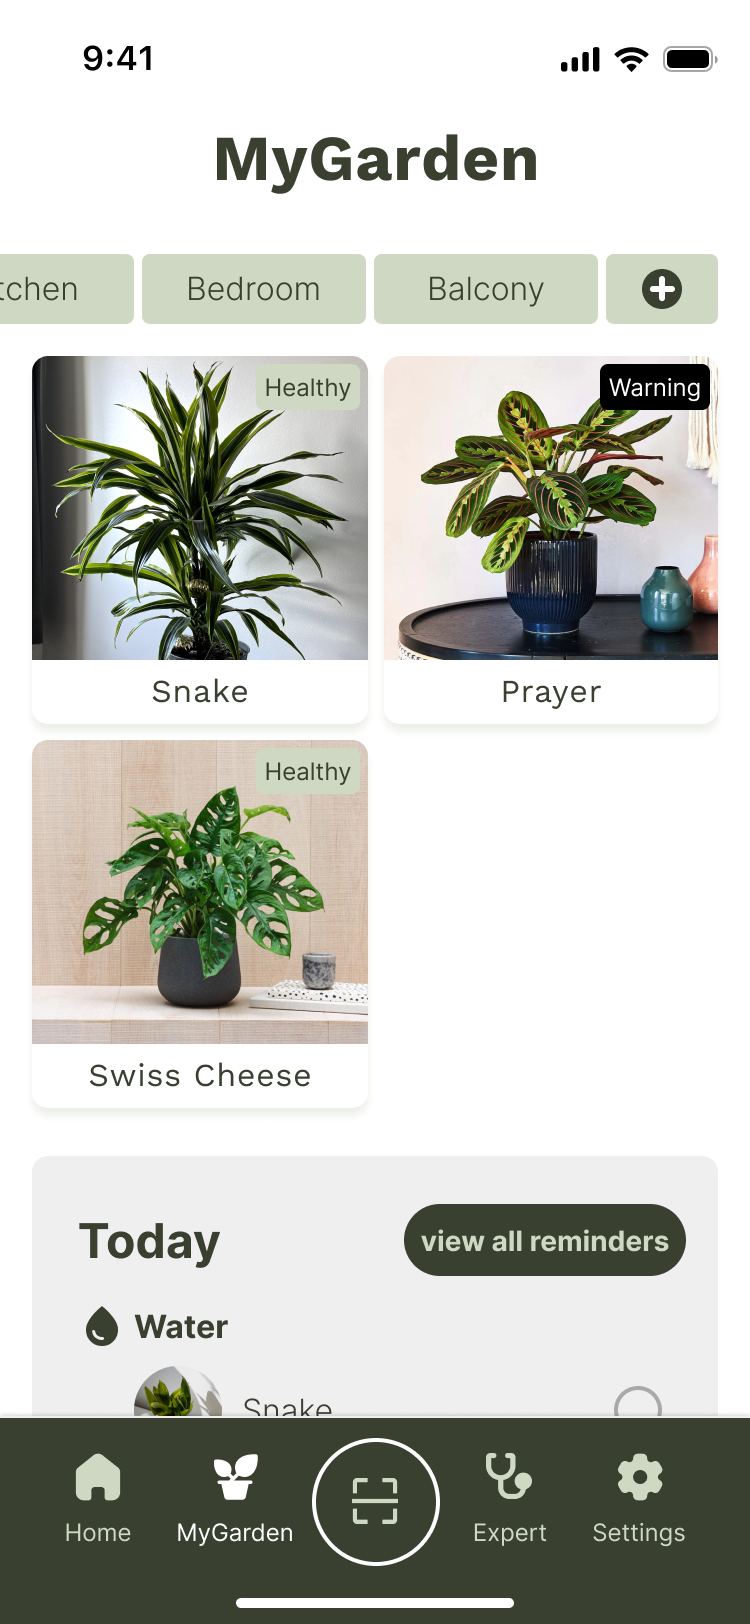 9:41
MyGarden
tchen
Bedroom
Balcony
Healthy
Warning
Snake
Prayer
Healthy
Swiss Cheese
Today
view all reminders
Water
Snake
Home
MyGarden
Expert
Settings